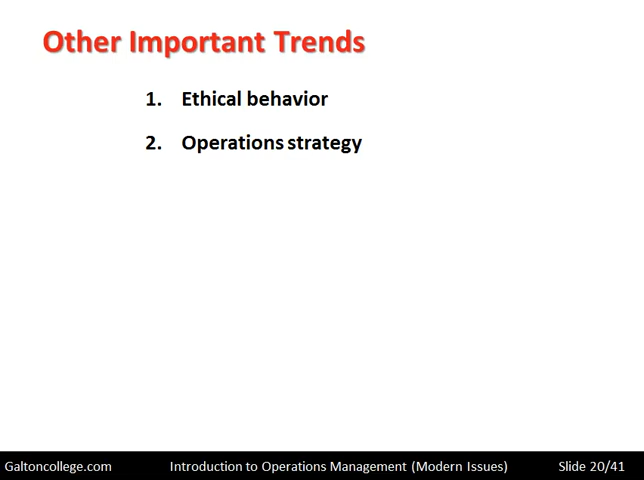 Other Important Trends
1. Ethical behavior
2. Operations strategy
Galtoncollege.com Introduction to Operations Management (Modern Issues) Slide 20/41